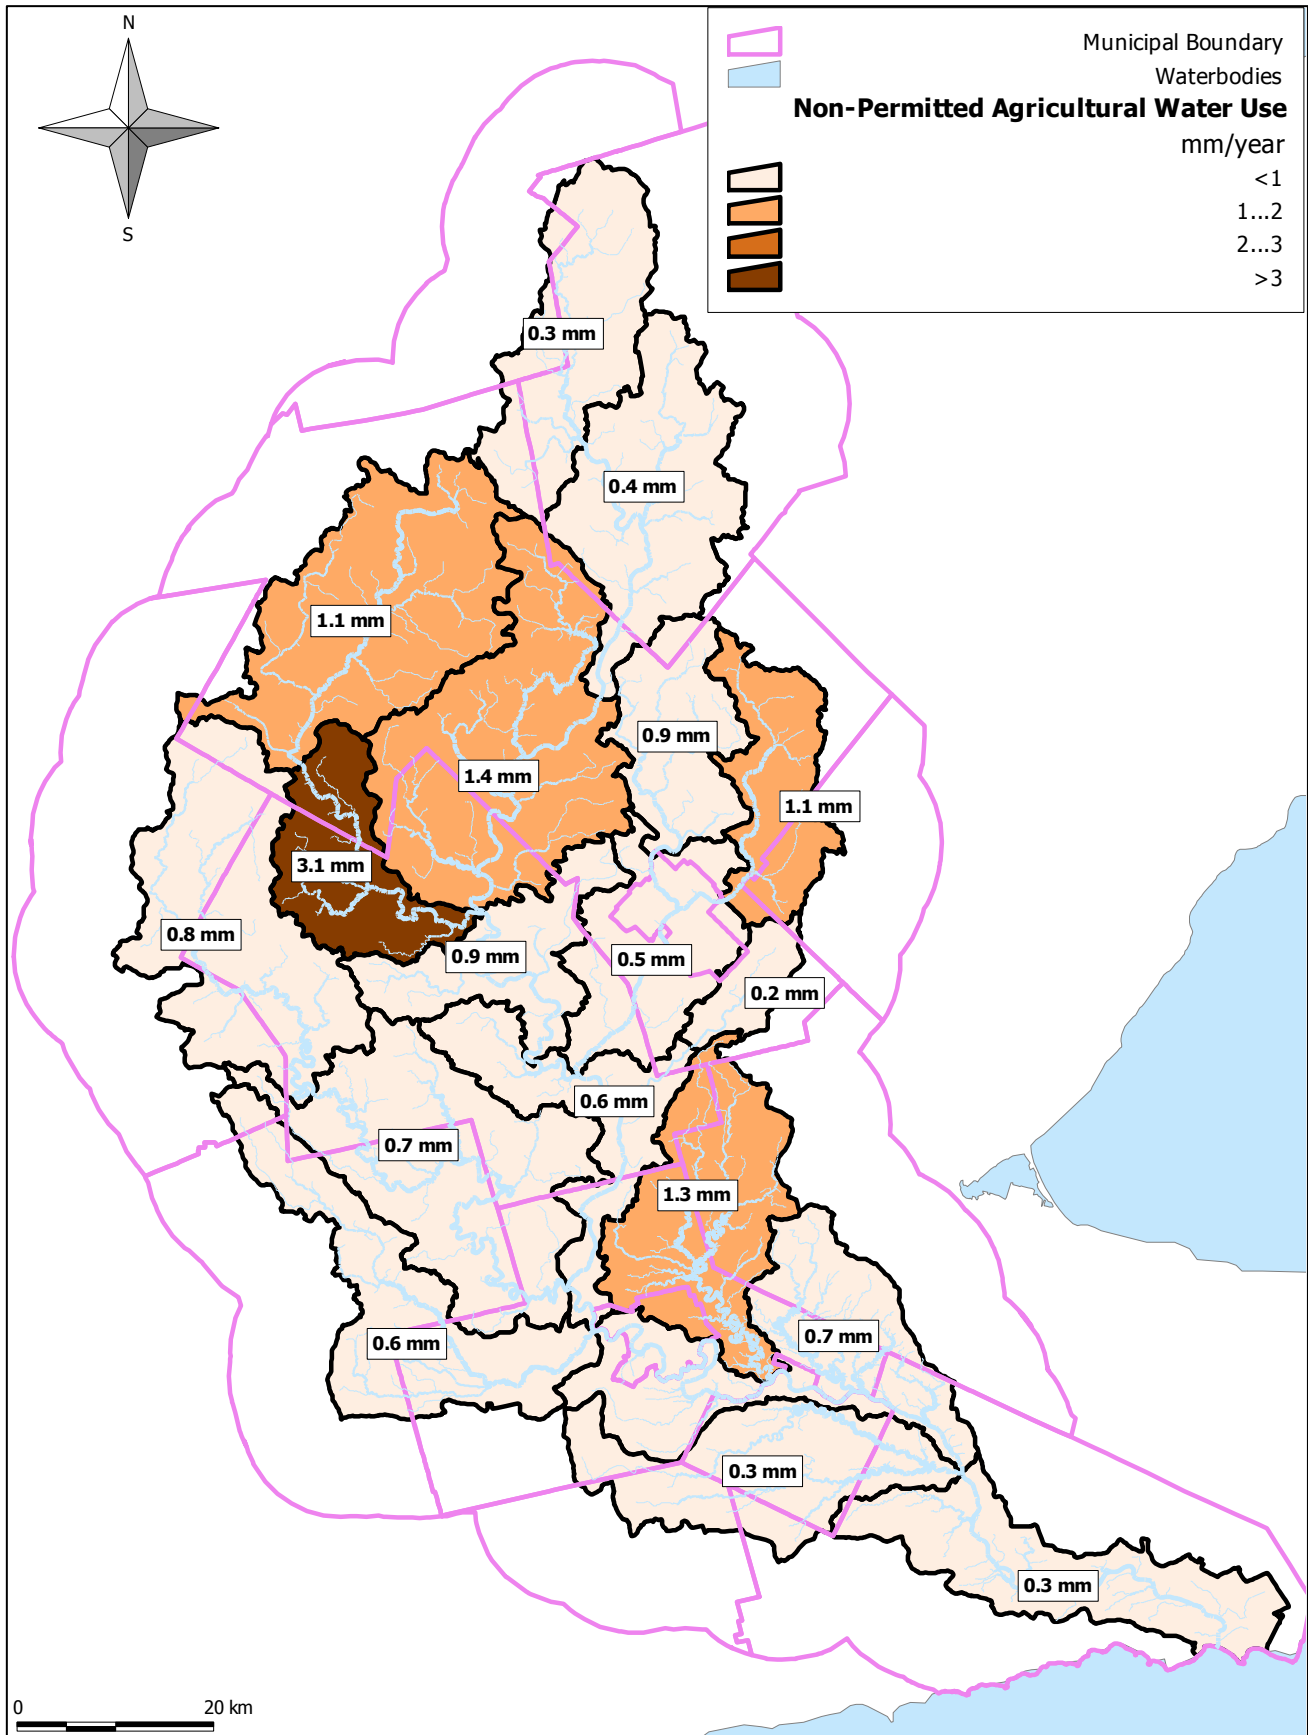 N
S
Municipal Boundary
Waterbodies
Non-Permitted Agricultural Water Use
mm/year
<1
1...2
2...3
>3
0.3 mm
0.4 mm
1.1 mm
0.9 mm
1.4 mm
1.1 mm
3.1 mm
0.8 mm
0.9 mm
0.5 mm
0.2 mm
0.6 mm
0.7 mm
1.3 mm
0.7 mm
0.6 mm
0.3 mm
0.3 mm
0 20 km